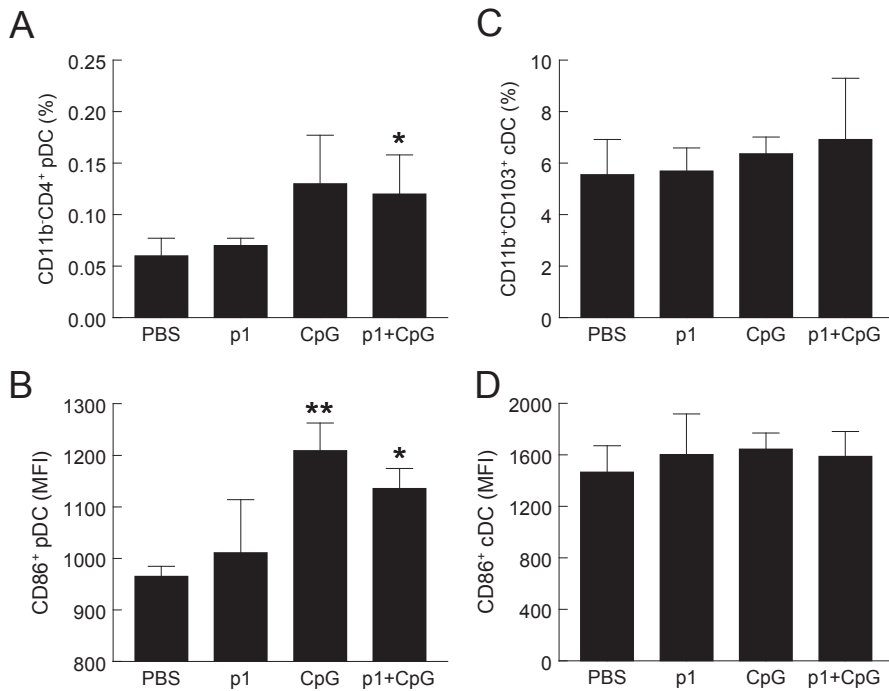 A
CD11b⁻CD4⁺ pDC (%)
0.25
0.20
0.15
0.10
0.05
0.00
*
PBS p1 CpG p1+CpG
C
CD11b⁺CD103⁺ cDC (%)
10
8
6
4
2
0
PBS p1 CpG p1+CpG
B
CD86⁺ pDC (MFI)
1300
1200
1100
1000
900
800
**
*
PBS p1 CpG p1+CpG
D
CD86⁺ cDC (MFI)
2000
1600
1200
800
400
0
PBS p1 CpG p1+CpG